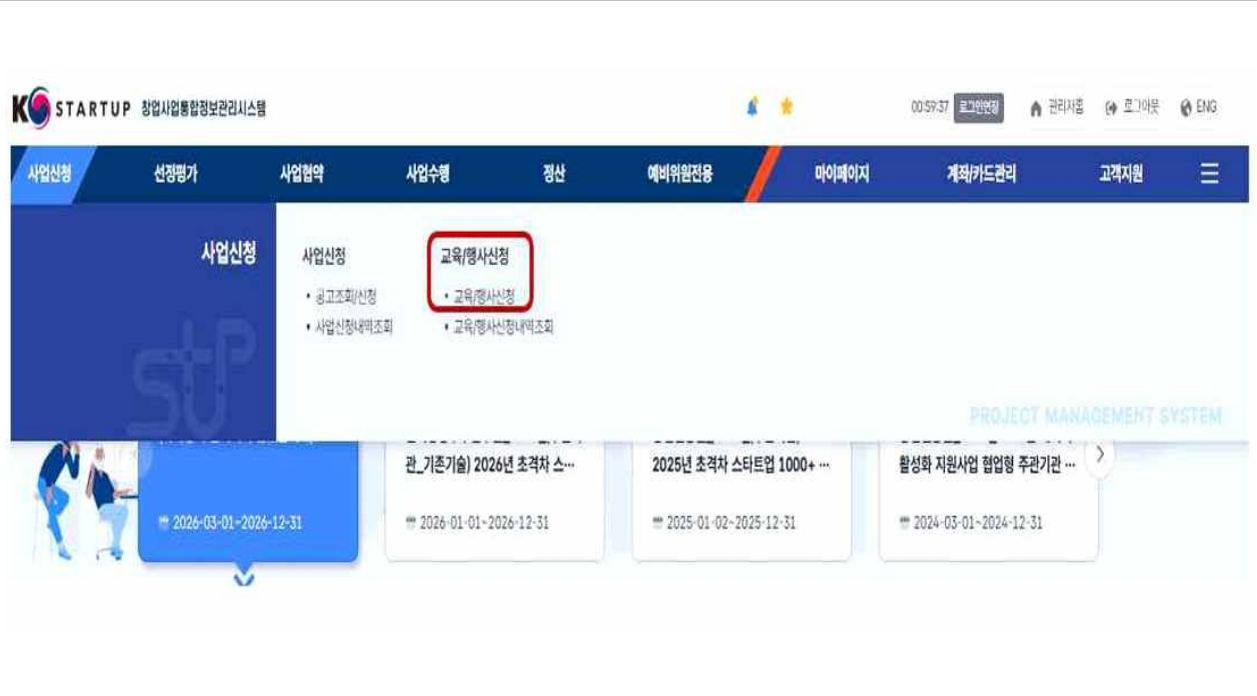 K STARTUP 창업사업통합정보관리시스템
00:59:37 로그인연장 관리자홈 로그아웃 ENG
사업신청 선정평가 사업협약 사업수행 정산 예비위원전용 마이페이지 계좌/카드관리 고객지원
사업신청 사업신청 교육/행사신청
• 공고조회/신청 • 교육/행사신청
• 사업신청내역조회 • 교육/행사신청내역조회
stP
PROJECT MANAGEMENT SYSTEM
관_기존기술) 2026년 초격차 스··· 2025년 초격차 스타트업 1000+ ··· 활성화 지원사업 협업형 주관기관 ···
2026-03-01~2026-12-31 2026-01-01~2026-12-31 2025-01-02~2025-12-31 2024-03-01~2024-12-31